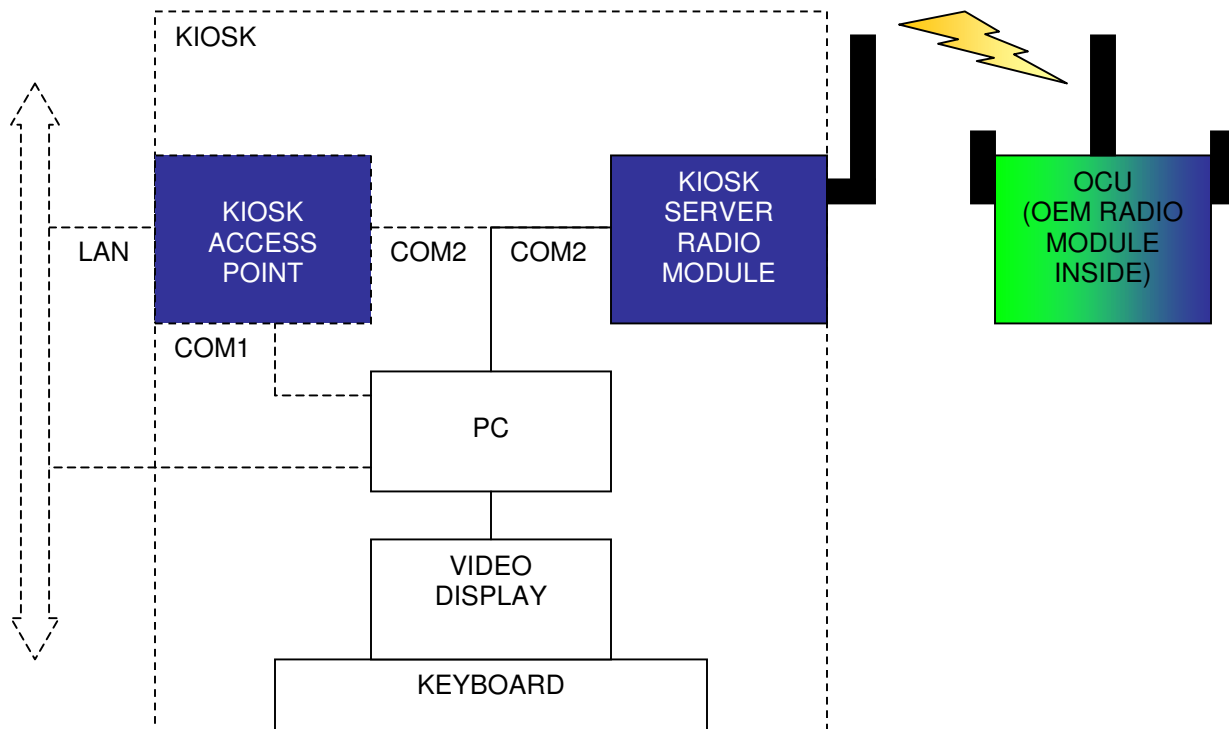 KIOSK
KIOSK
ACCESS
POINT
KIOSK
SERVER
RADIO
MODULE
OCU
(OEM RADIO
MODULE
INSIDE)
LAN
COM2
COM2
COM1
PC
VIDEO
DISPLAY
KEYBOARD